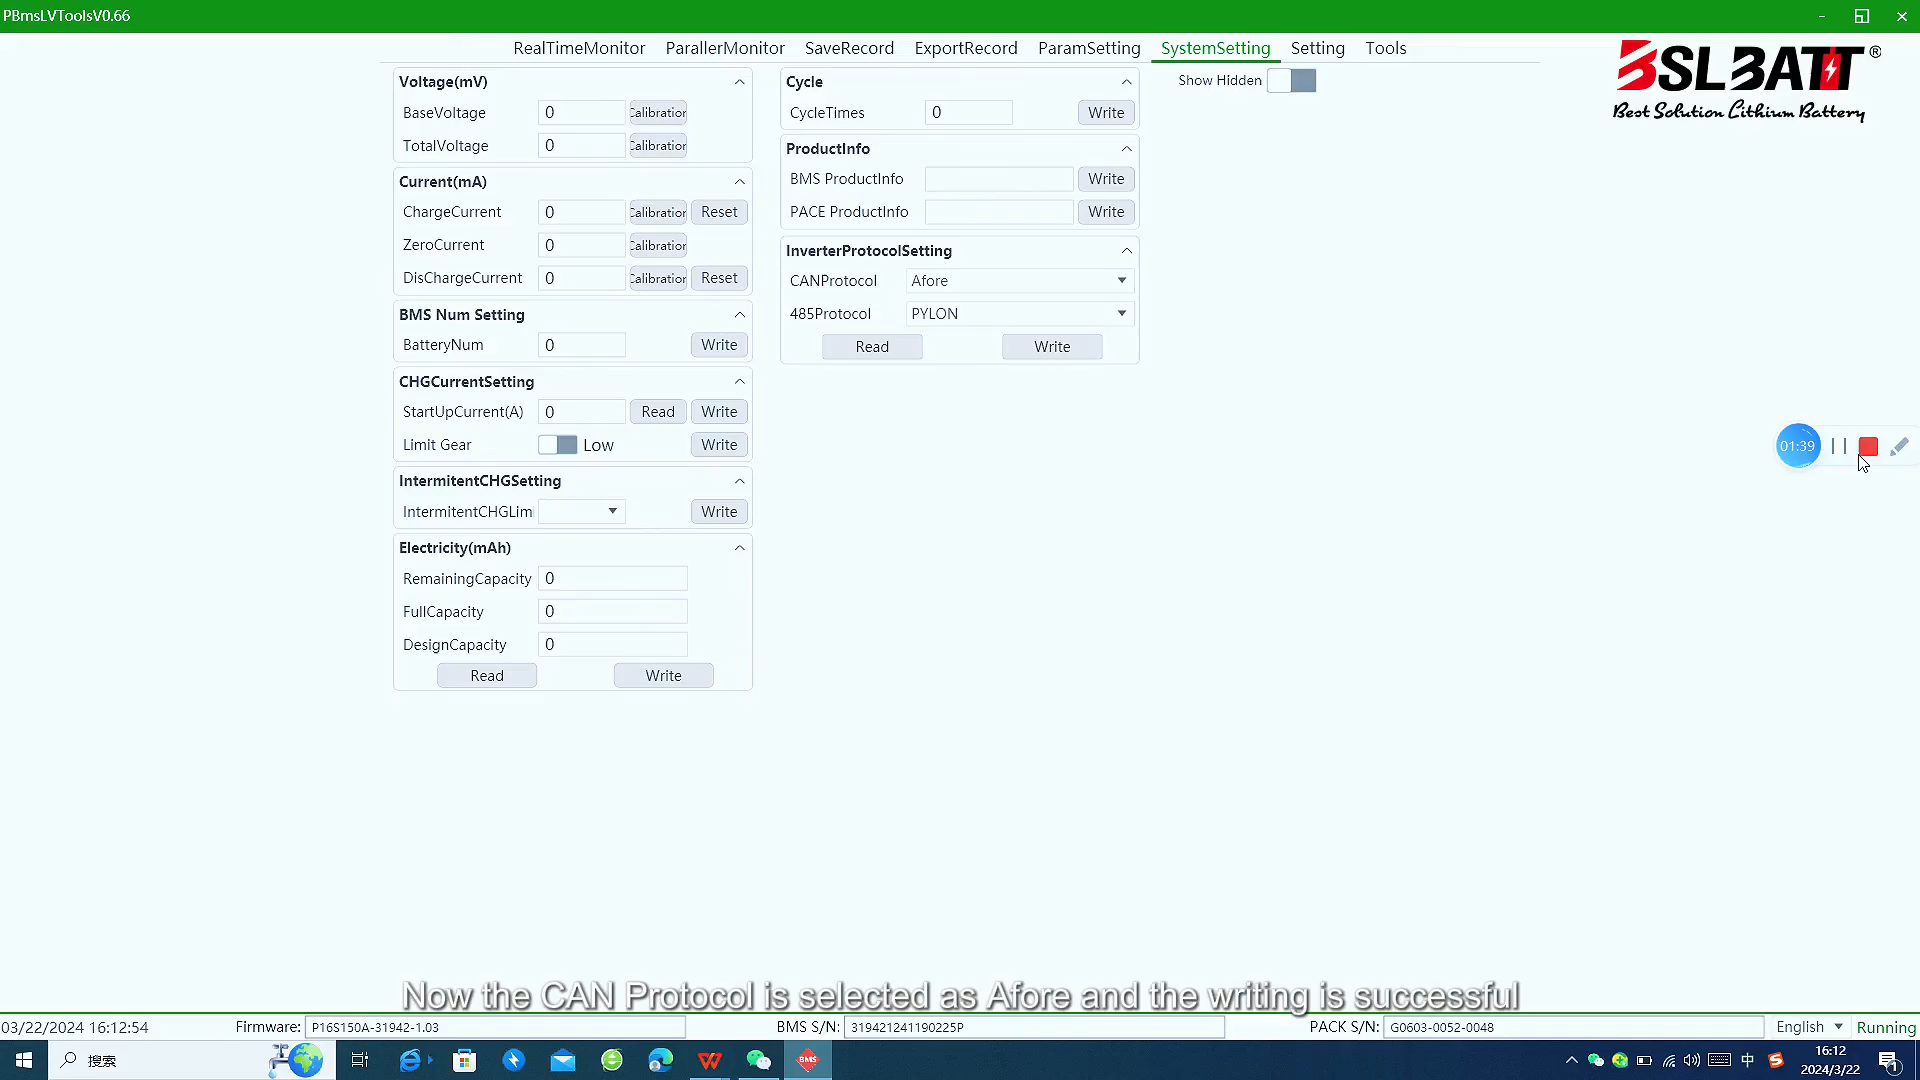 PBmsLVToolsV0.66
RealTimeMonitor ParallerMonitor SaveRecord ExportRecord ParamSetting SystemSetting Setting Tools
BSLBATT®
Best Solution Lithium Battery
Show Hidden
Voltage(mV)
BaseVoltage 0 Calibration
TotalVoltage 0 Calibration
Current(mA)
ChargeCurrent 0 Calibration Reset
ZeroCurrent 0 Calibration
DisChargeCurrent 0 Calibration Reset
BMS Num Setting
BatteryNum 0 Write
CHGCurrentSetting
StartUpCurrent(A) 0 Read Write
Limit Gear Low Write
IntermitentCHGSetting
IntermitentCHGLimi Write
Electricity(mAh)
RemainingCapacity 0
FullCapacity 0
DesignCapacity 0
Read Write
Cycle
CycleTimes 0 Write
ProductInfo
BMS ProductInfo Write
PACE ProductInfo Write
InverterProtocolSetting
CANProtocol Afore
485Protocol PYLON
Read Write
01:39
Now the CAN Protocol is selected as Afore and the writing is successful
03/22/2024 16:12:54 Firmware: P16S150A-31942-1.03 BMS S/N: 319421241190225P PACK S/N: G0603-0052-0048 English Running
搜索 BMS 中 16:12
2024/3/22 1